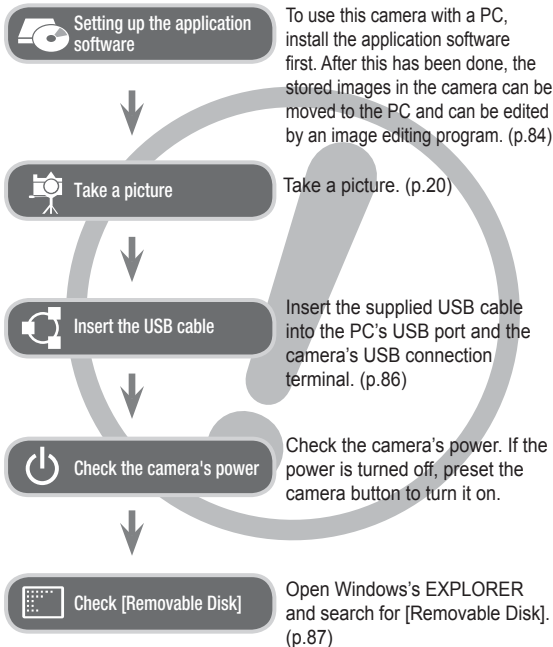 Setting up the application
software
To use this camera with a PC,
install the application software
first. After this has been done, the
stored images in the camera can be
moved to the PC and can be edited
by an image editing program. (p.84)
Take a picture
Take a picture. (p.20)
Insert the USB cable
Insert the supplied USB cable
into the PC's USB port and the
camera's USB connection
terminal. (p.86)
Check the camera's power
Check the camera's power. If the
power is turned off, preset the
camera button to turn it on.
Check [Removable Disk]
Open Windows's EXPLORER
and search for [Removable Disk].
(p.87)